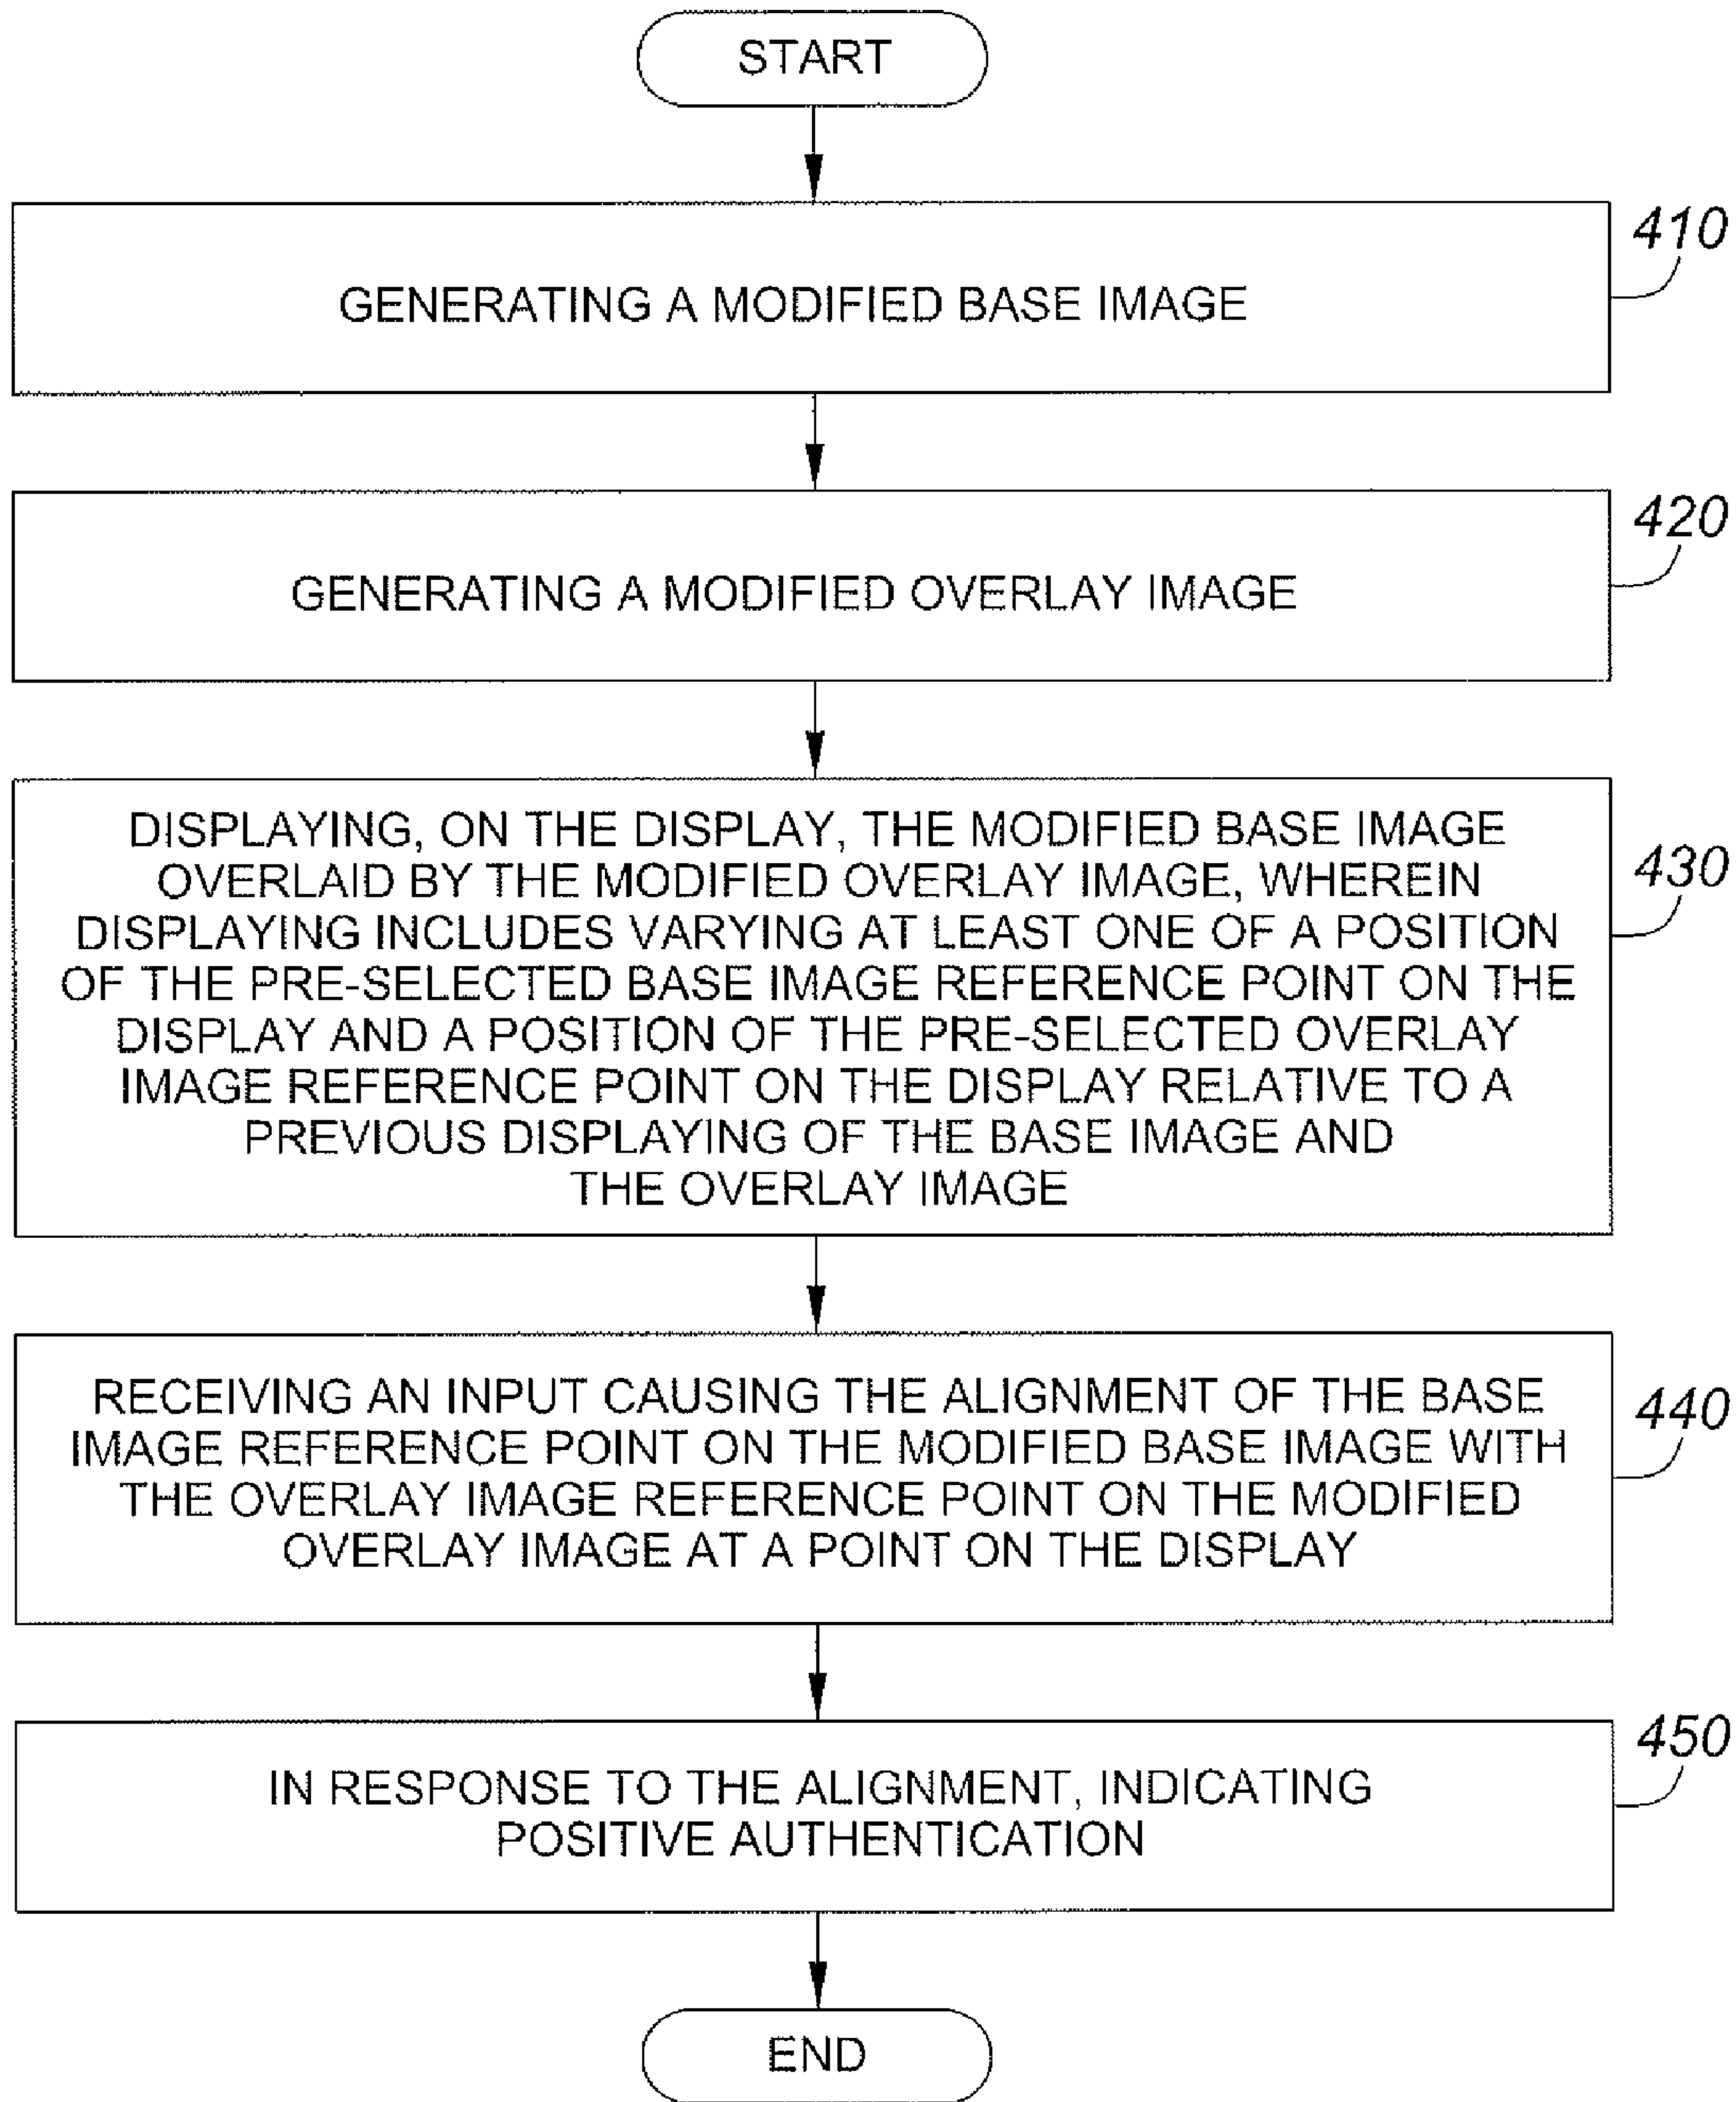 START
410
GENERATING A MODIFIED BASE IMAGE
420
GENERATING A MODIFIED OVERLAY IMAGE
430
DISPLAYING, ON THE DISPLAY, THE MODIFIED BASE IMAGE
OVERLAID BY THE MODIFIED OVERLAY IMAGE, WHEREIN
DISPLAYING INCLUDES VARYING AT LEAST ONE OF A POSITION
OF THE PRE-SELECTED BASE IMAGE REFERENCE POINT ON THE
DISPLAY AND A POSITION OF THE PRE-SELECTED OVERLAY
IMAGE REFERENCE POINT ON THE DISPLAY RELATIVE TO A
PREVIOUS DISPLAYING OF THE BASE IMAGE AND
THE OVERLAY IMAGE
440
RECEIVING AN INPUT CAUSING THE ALIGNMENT OF THE BASE
IMAGE REFERENCE POINT ON THE MODIFIED BASE IMAGE WITH
THE OVERLAY IMAGE REFERENCE POINT ON THE MODIFIED
OVERLAY IMAGE AT A POINT ON THE DISPLAY
450
IN RESPONSE TO THE ALIGNMENT, INDICATING
POSITIVE AUTHENTICATION
END